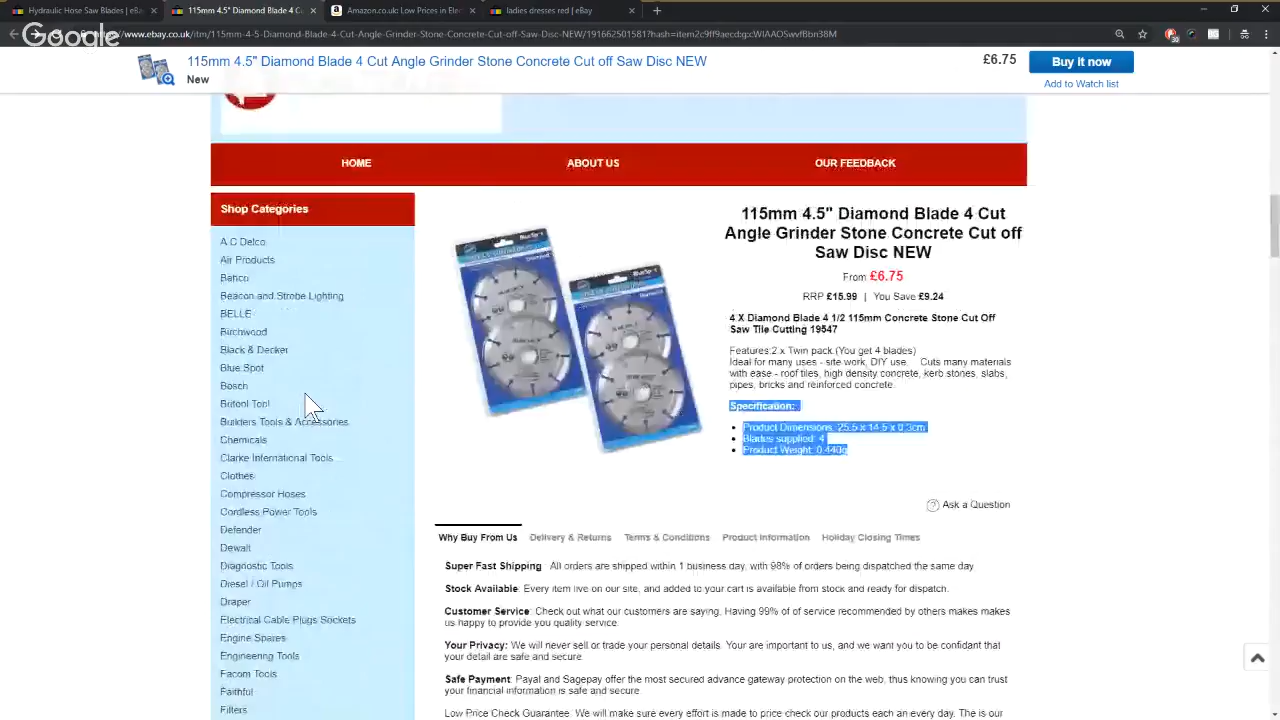 Hydraulic Hose Saw Blades | eB
115mm 4.5" Diamond Blade 4 C
Amazon.co.uk: Low Prices in Ele
ladies dresses red | eBay
Google
https://www.ebay.co.uk/itm/115mm-4-5-Diamond-Blade-4-Cut-Angle-Grinder-Stone-Concrete-Cut-off-Saw-Disc-NEW/
115mm 4.5" Diamond Blade 4 Cut Angle Grinder Stone Concrete Cut off Saw Disc NEW
New
£6.75
Buy it now
Add to Watch list
HOME
ABOUT US
OUR FEEDBACK
Shop Categories
A C Delco
Air Products
Bahco
Beacon and Strobe Lighting
BELLE
Birchwood
Black & Decker
Blue Spot
Bosch
Britool Tool
Builders Tools & Accessories
Chemicals
Clarke International Tools
Clothes
Compressor Hoses
Cordless Power Tools
Defender
Dewalt
Diagnostic Tools
Diesel / Oil Pumps
Draper
Electrical Cable Plugs Sockets
Engine Spares
Engineering Tools
Facom Tools
Faithful
Filters
115mm 4.5" Diamond Blade 4 Cut
Angle Grinder Stone Concrete Cut off
Saw Disc NEW
From £6.75
RRP £15.99 | You Save £9.24
4 X Diamond Blade 4 1/2 115mm Concrete Stone Cut Off
Saw Tile Cutting 19547
Features:2 x Twin pack.(You get 4 blades)
Ideal for many uses - site work, DIY use. Cuts many materials
with ease - roof tiles, high density concrete, kerb stones, slabs,
pipes, bricks and reinforced concrete.
Specification:
Product Dimensions: 25.5 x 14.5 x 0.3cm
Blades supplied: 4
Product Weight: 0.440g
Ask a Question
Why Buy From Us
Delivery & Returns
Terms & Conditions
Product Information
Holiday Closing Times
Super Fast Shipping All orders are shipped within 1 business day, with 98% of orders being dispatched the same day
Stock Available: Every item live on our site, and added to your cart is available from stock and ready for dispatch.
Customer Service: Check out what our customers are saying, Having 99% of of service recommended by others makes makes
us happy to provide you quality service.
Your Privacy: We will never sell or trade your personal details. Your are important to us, and we want you to be confidant that
your detail are safe and secure.
Safe Payment: Payal and Sagepay offer the most secured advance gateway protection on the web, thus knowing you can trust
your financial information is safe and secure.
Low Price Check Guarantee: We will make sure every effort is made to price check our products each an every day. The is our